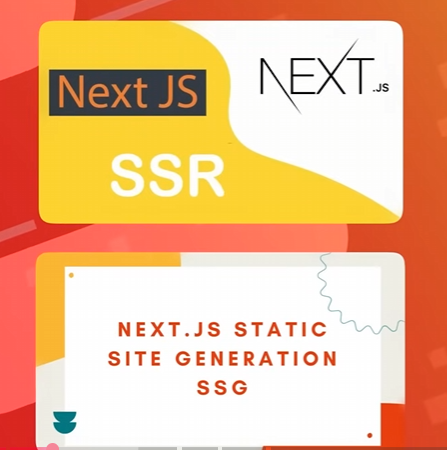 Next JS
NEXT.JS
SSR
NEXT.JS STATIC
SITE GENERATION
SSG